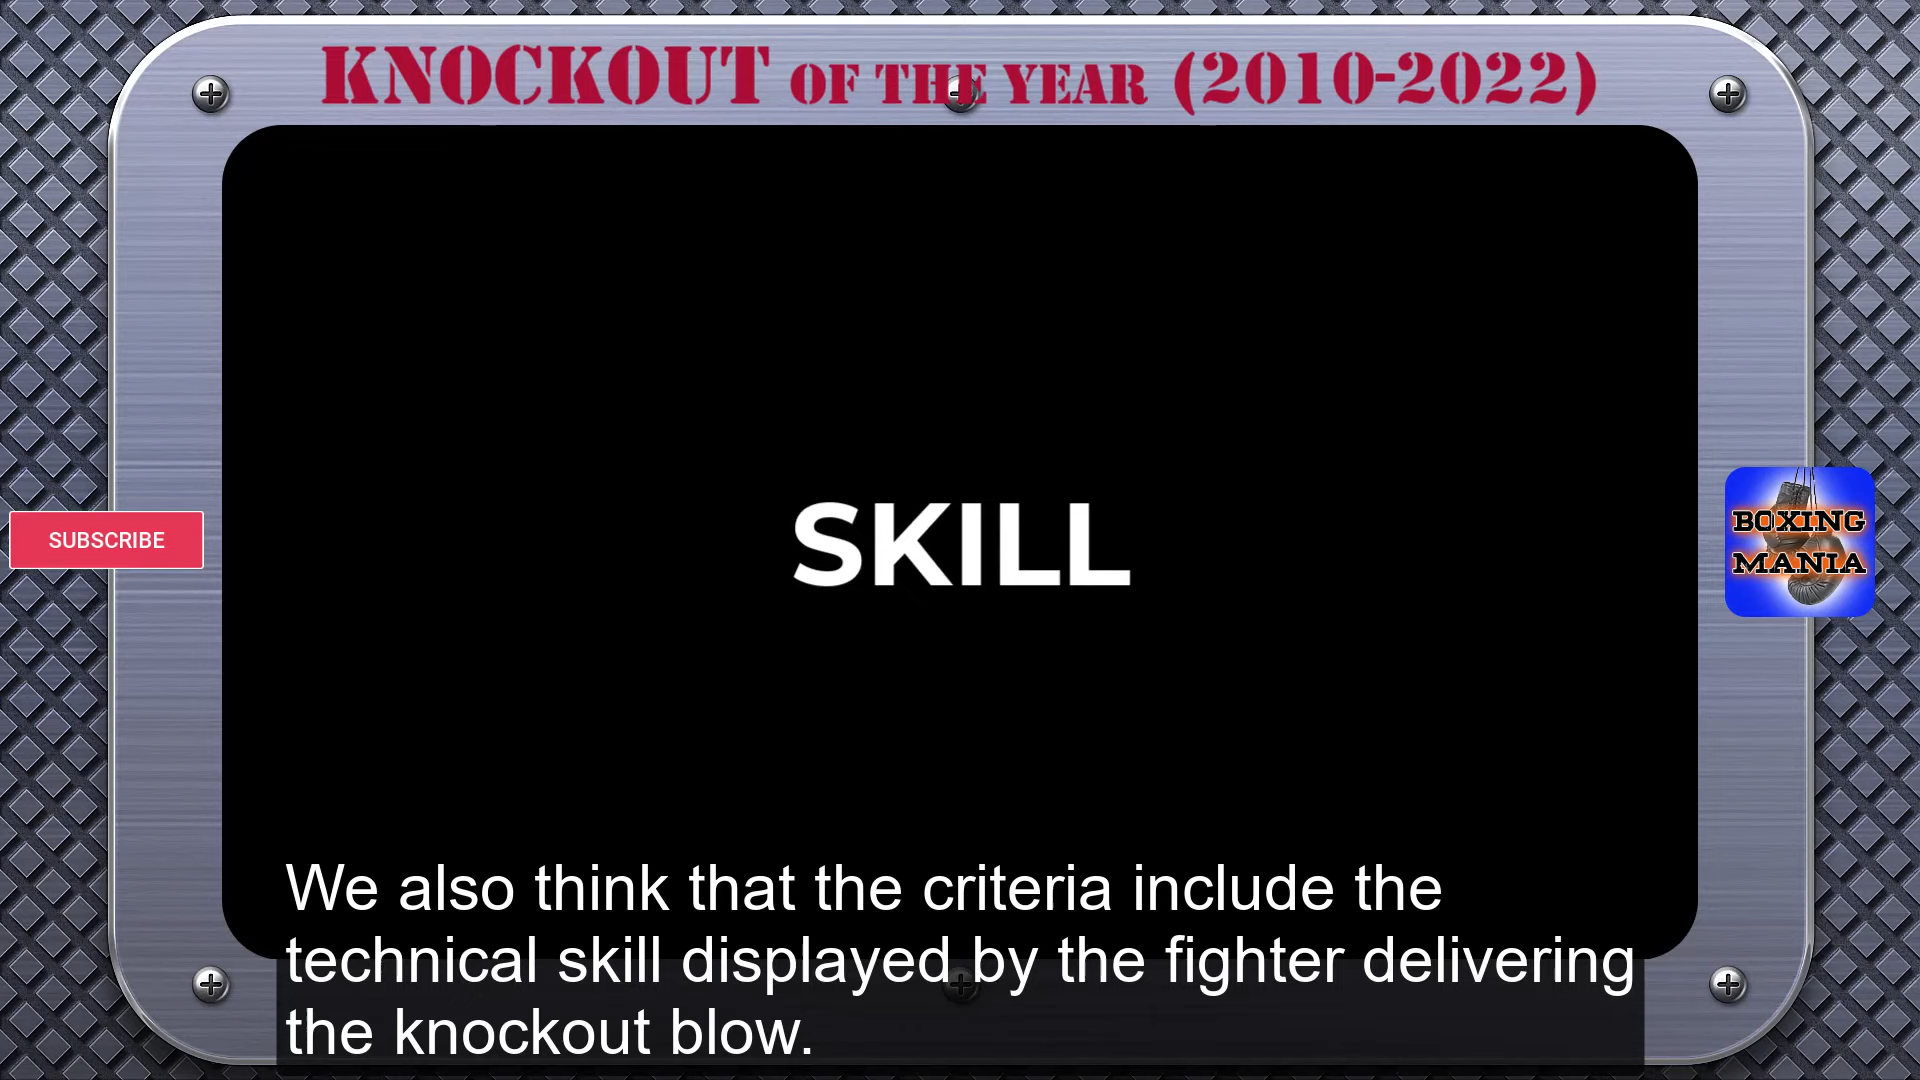 KNOCKOUT OF THE YEAR (2010-2022)
SKILL
SUBSCRIBE
BOXING
MANIA
We also think that the criteria include the
technical skill displayed by the fighter delivering
the knockout blow.